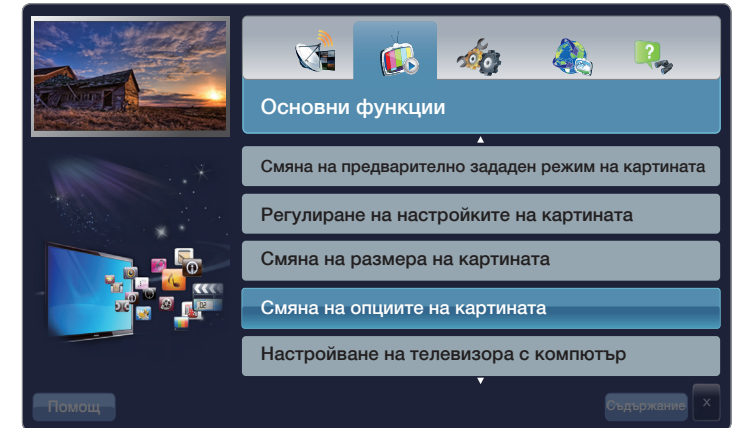 Основни функции
Смяна на предварително зададен режим на картината
Регулиране на настройките на картината
Смяна на размера на картината
Смяна на опциите на картината
Настройване на телевизора с компютър
Помощ
Съдържание
x